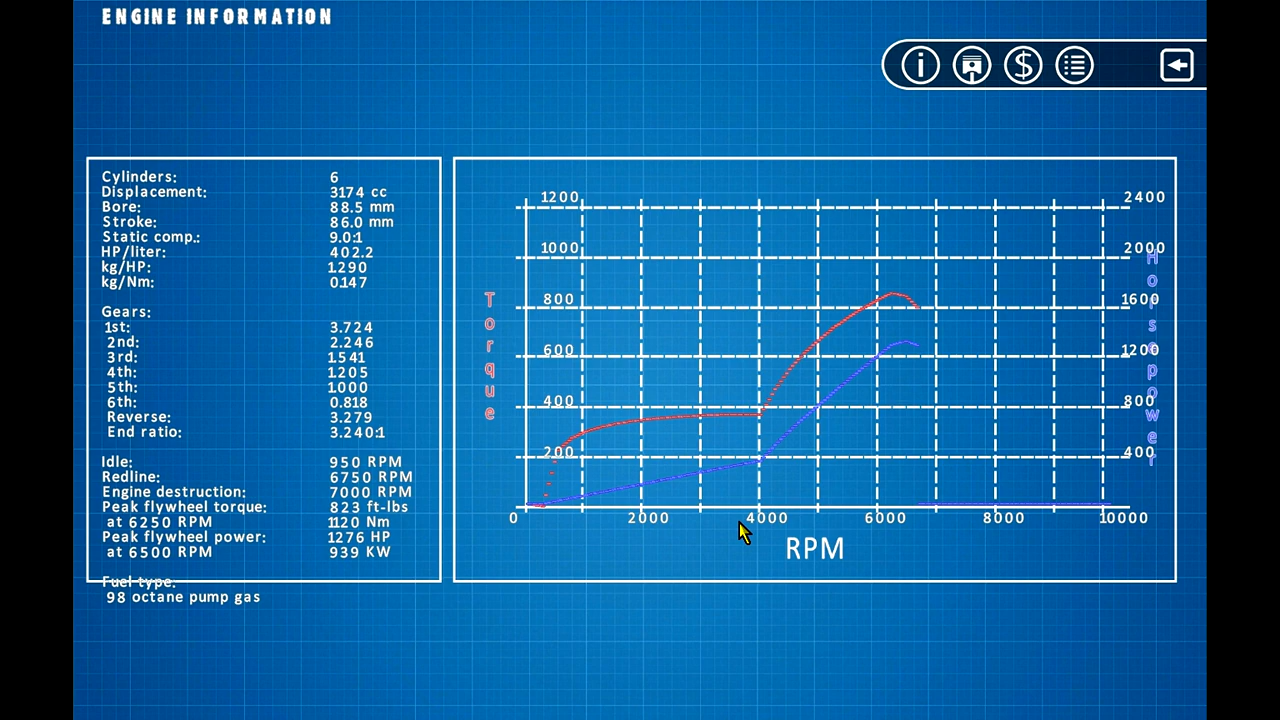 ENGINE INFORMATION
Cylinders: 6
Displacement: 3174 cc
Bore: 88.5 mm
Stroke: 86.0 mm
Static comp.: 9.0:1
HP/liter: 402.2
kg/HP: 1.290
kg/Nm: 0.147
Gears:
1st: 3.724
2nd: 2.246
3rd: 1.541
4th: 1.205
5th: 1.000
6th: 0.818
Reverse: 3.279
End ratio: 3.240:1
Idle: 950 RPM
Redline: 6750 RPM
Engine destruction: 7000 RPM
Peak flywheel torque: 823 ft-lbs
at 6250 RPM 1120 Nm
Peak flywheel power: 1276 HP
at 6500 RPM 939 KW
Fuel type:
98 octane pump gas
Torque
1200
1000
800
600
400
200
2400
2000
1600
1200
800
400
Horsepower
0 2000 4000 6000 8000 10000
RPM